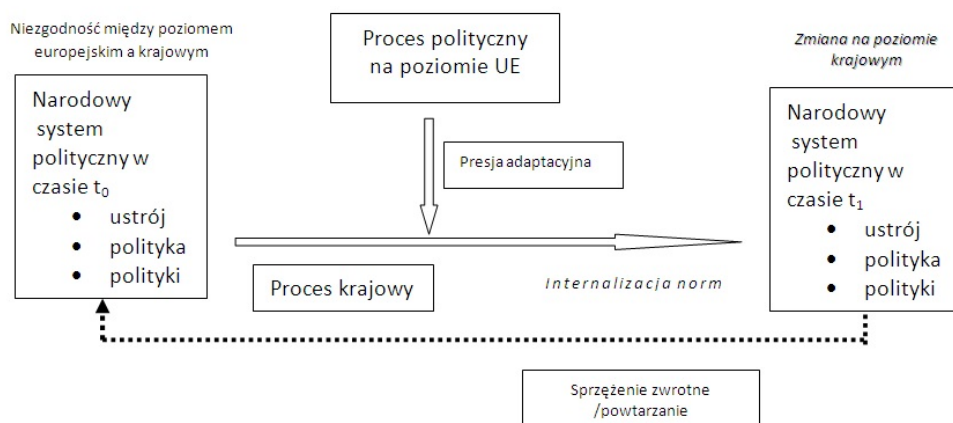 Niezgodność między poziomem
europejskim a krajowym
Narodowy
system
polityczny w
czasie t₀
• ustrój
• polityka
• polityki
Proces polityczny
na poziomie UE
Presja adaptacyjna
Proces krajowy
Internalizacja norm
Zmiana na poziomie
krajowym
Narodowy
system
polityczny w
czasie t₁
• ustrój
• polityka
• polityki
Sprzężenie zwrotne
/powtarzanie